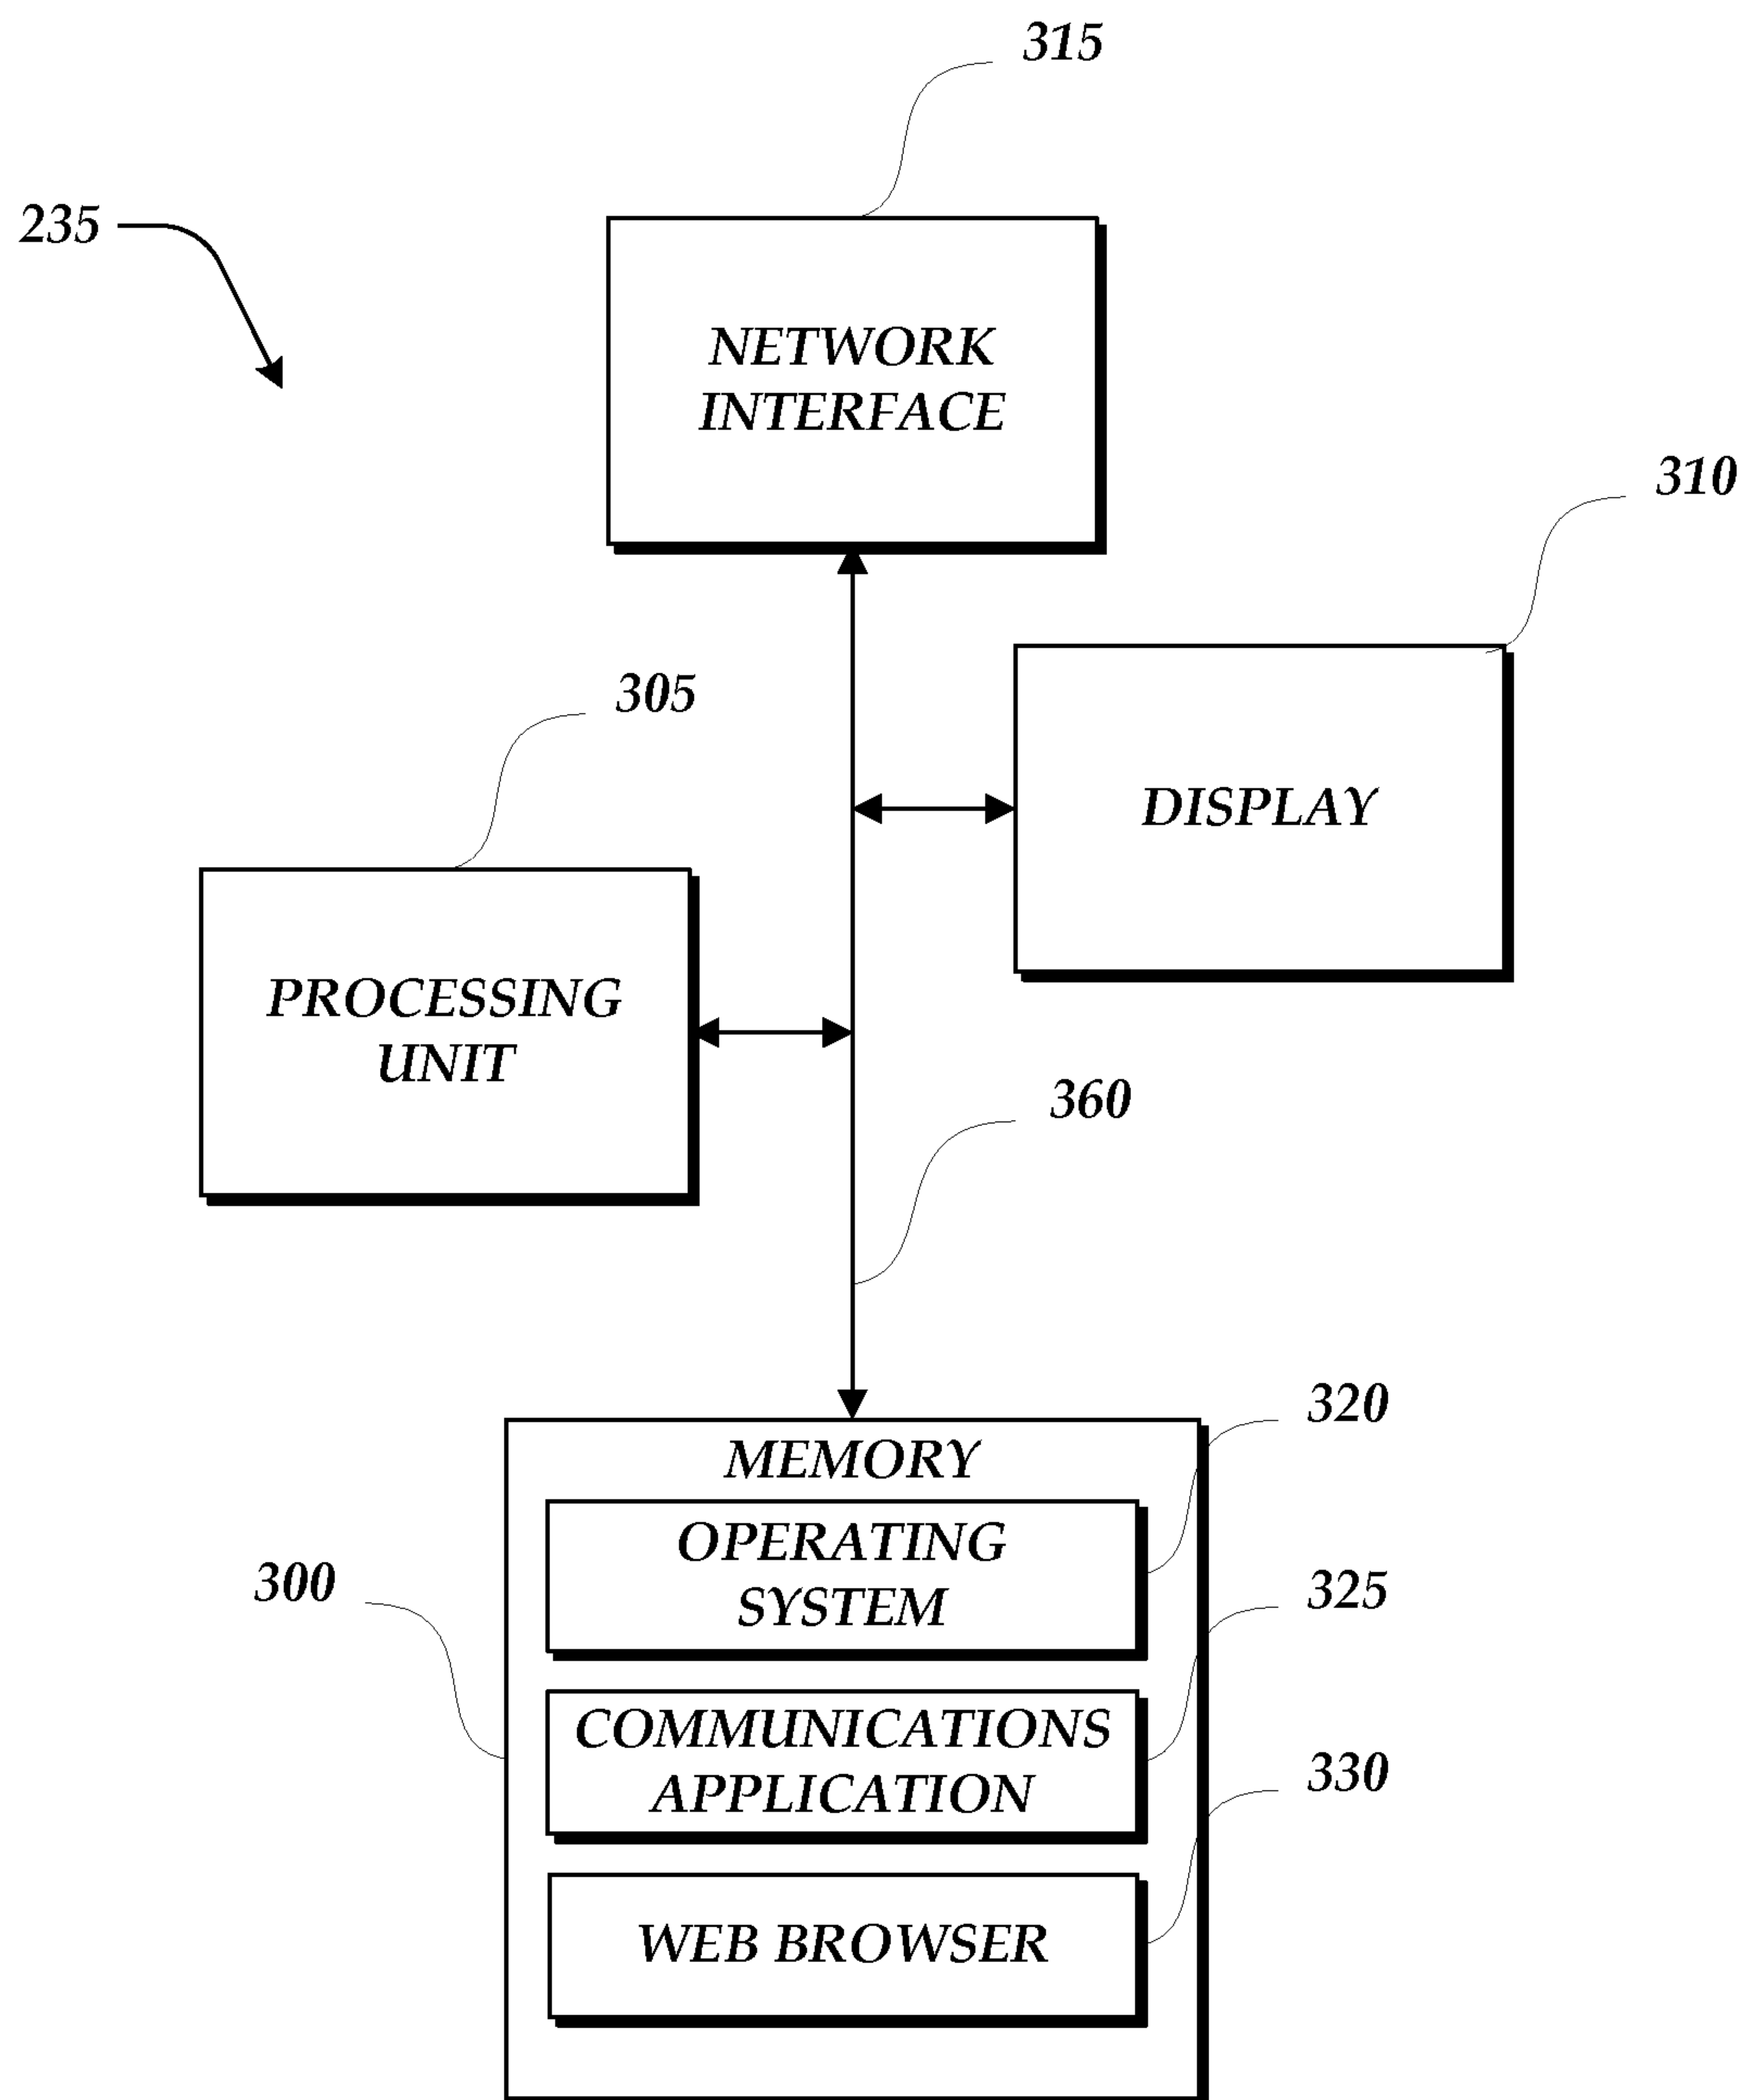 315
235
NETWORK
INTERFACE
310
305
DISPLAY
PROCESSING
UNIT
360
MEMORY
320
OPERATING
SYSTEM
300
325
COMMUNICATIONS
APPLICATION
330
WEB BROWSER